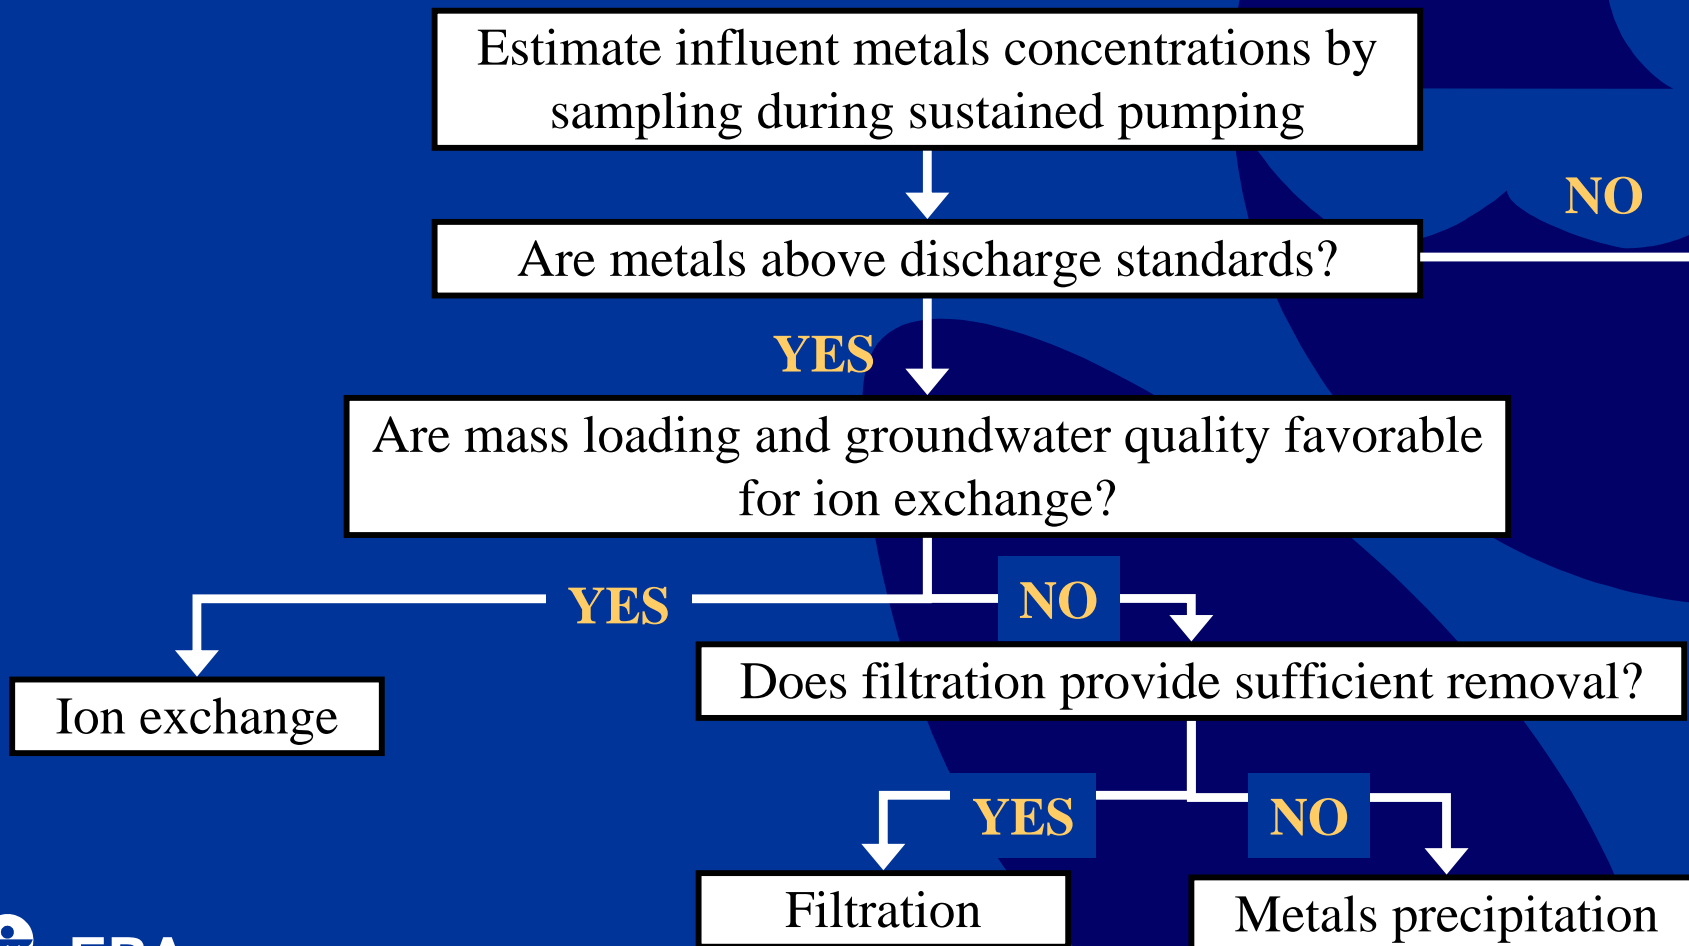 Estimate influent metals concentrations by
sampling during sustained pumping
NO
Are metals above discharge standards?
YES
Are mass loading and groundwater quality favorable
for ion exchange?
YES
NO
Does filtration provide sufficient removal?
Ion exchange
YES
NO
Filtration
Metals precipitation
EPA